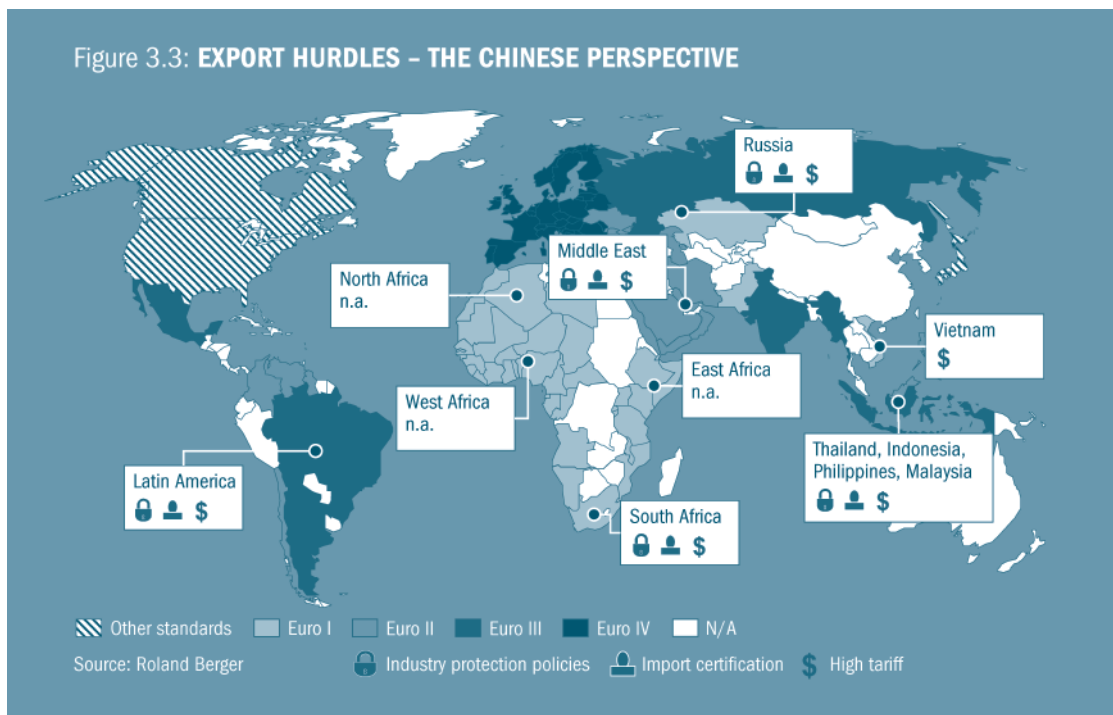 Figure 3.3: EXPORT HURDLES – THE CHINESE PERSPECTIVE
Russia
$
Middle East
$
North Africa
n.a.
Vietnam
$
West Africa
n.a.
East Africa
n.a.
Thailand, Indonesia,
Philippines, Malaysia
$
Latin America
$
South Africa
$
Other standards
Euro I
Euro II
Euro III
Euro IV
N/A
Source: Roland Berger
Industry protection policies
Import certification
$ High tariff